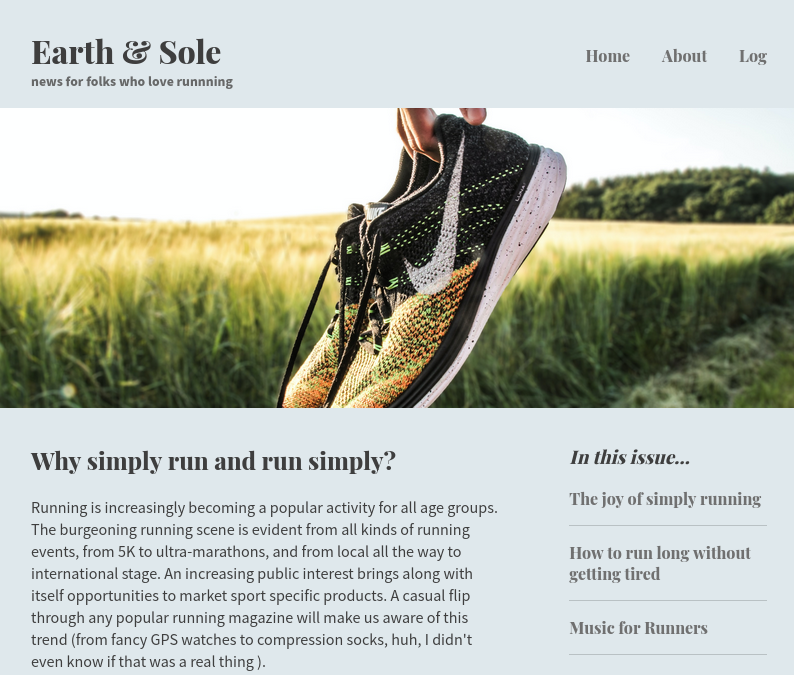 Earth & Sole
news for folks who love runnning
Home About Log
Why simply run and run simply?
Running is increasingly becoming a popular activity for all age groups.
The burgeoning running scene is evident from all kinds of running
events, from 5K to ultra-marathons, and from local all the way to
international stage. An increasing public interest brings along with
itself opportunities to market sport specific products. A casual flip
through any popular running magazine will make us aware of this
trend (from fancy GPS watches to compression socks, huh, I didn't
even know if that was a real thing ).
In this issue...
The joy of simply running
How to run long without
getting tired
Music for Runners